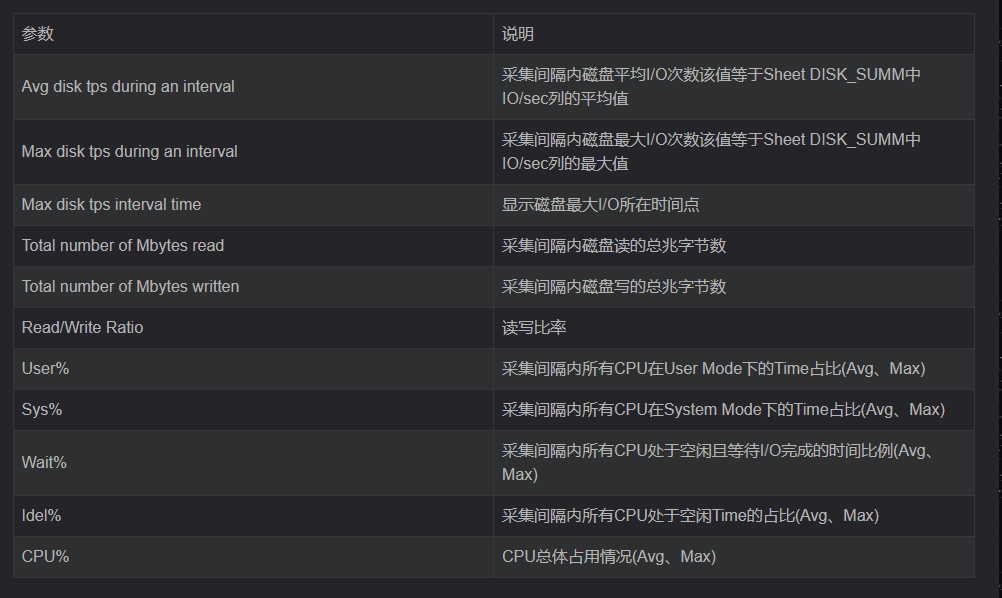 参数
说明
Avg disk tps during an interval
采集间隔内磁盘平均I/O次数该值等于Sheet DISK_SUMM中
IO/sec列的平均值
Max disk tps during an interval
采集间隔内磁盘最大I/O次数该值等于Sheet DISK_SUMM中
IO/sec列的最大值
Max disk tps interval time
显示磁盘最大I/O所在时间点
Total number of Mbytes read
采集间隔内磁盘读的总兆字节数
Total number of Mbytes written
采集间隔内磁盘写的总兆字节数
Read/Write Ratio
读写比率
User%
采集间隔内所有CPU在User Mode下的Time占比(Avg、Max)
Sys%
采集间隔内所有CPU在System Mode下的Time占比(Avg、Max)
Wait%
采集间隔内所有CPU处于空闲且等待I/O完成的时间比例(Avg、
Max)
Idel%
采集间隔内所有CPU处于空闲Time的占比(Avg、Max)
CPU%
CPU总体占用情况(Avg、Max)